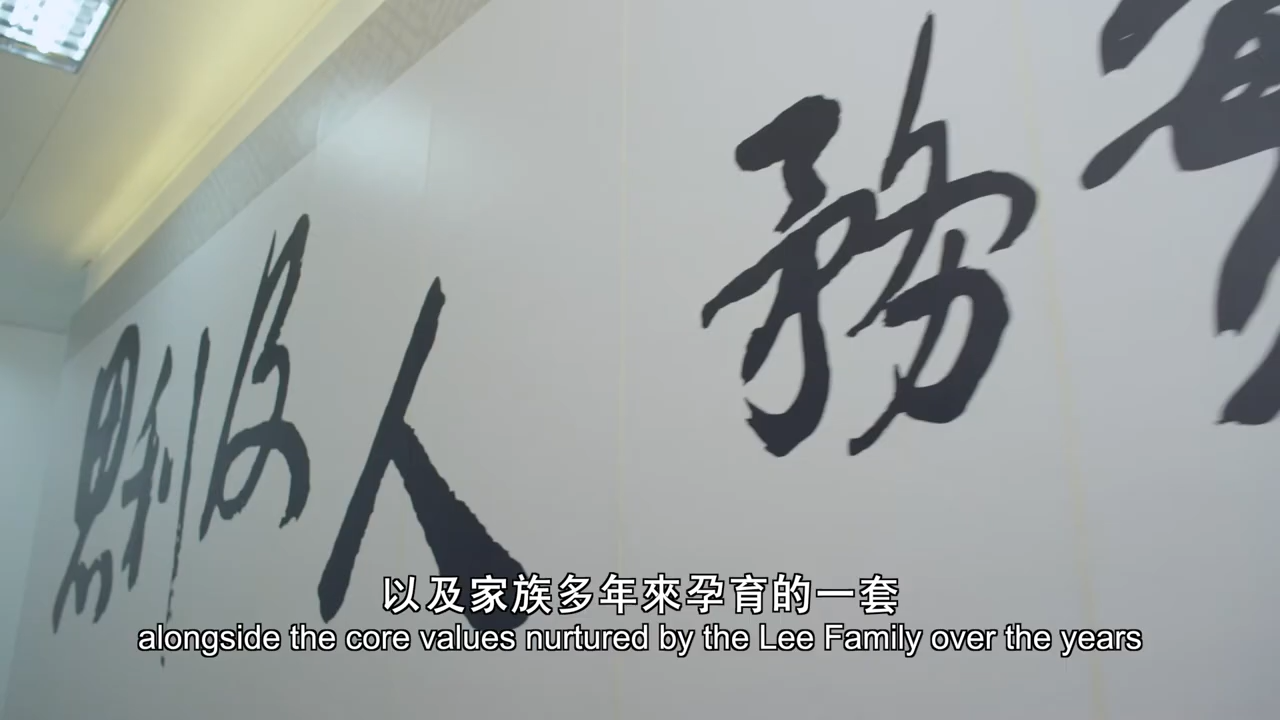 思利及人
務實
以及家族多年來孕育的一套
alongside the core values nurtured by the Lee Family over the years